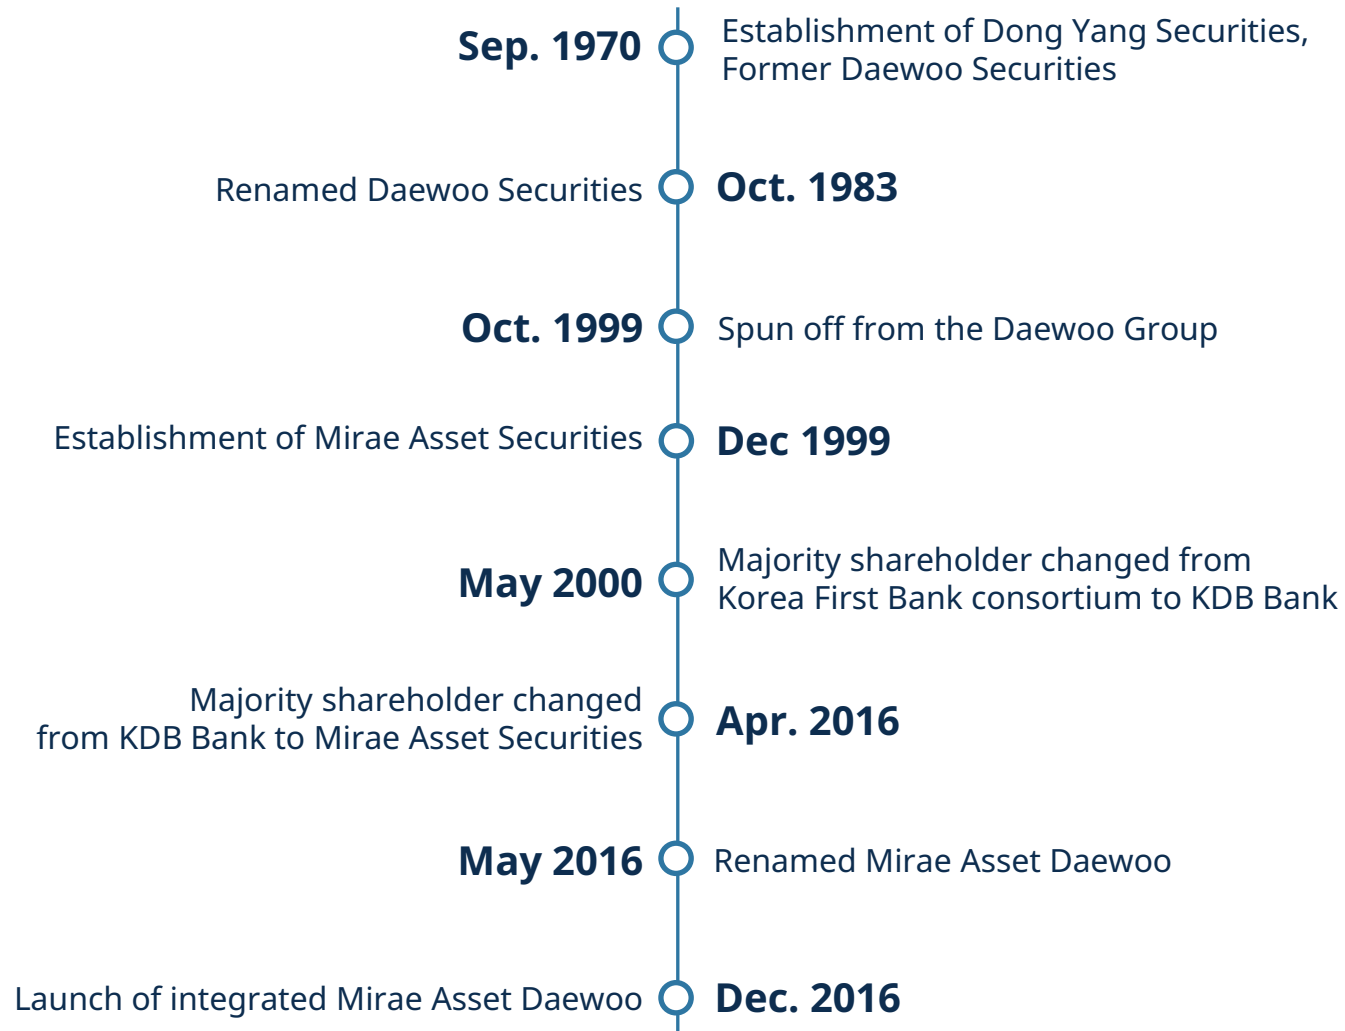 Sep. 1970
Establishment of Dong Yang Securities,
Former Daewoo Securities
Renamed Daewoo Securities
Oct. 1983
Oct. 1999
Spun off from the Daewoo Group
Establishment of Mirae Asset Securities
Dec 1999
May 2000
Majority shareholder changed from
Korea First Bank consortium to KDB Bank
Majority shareholder changed
from KDB Bank to Mirae Asset Securities
Apr. 2016
May 2016
Renamed Mirae Asset Daewoo
Launch of integrated Mirae Asset Daewoo
Dec. 2016